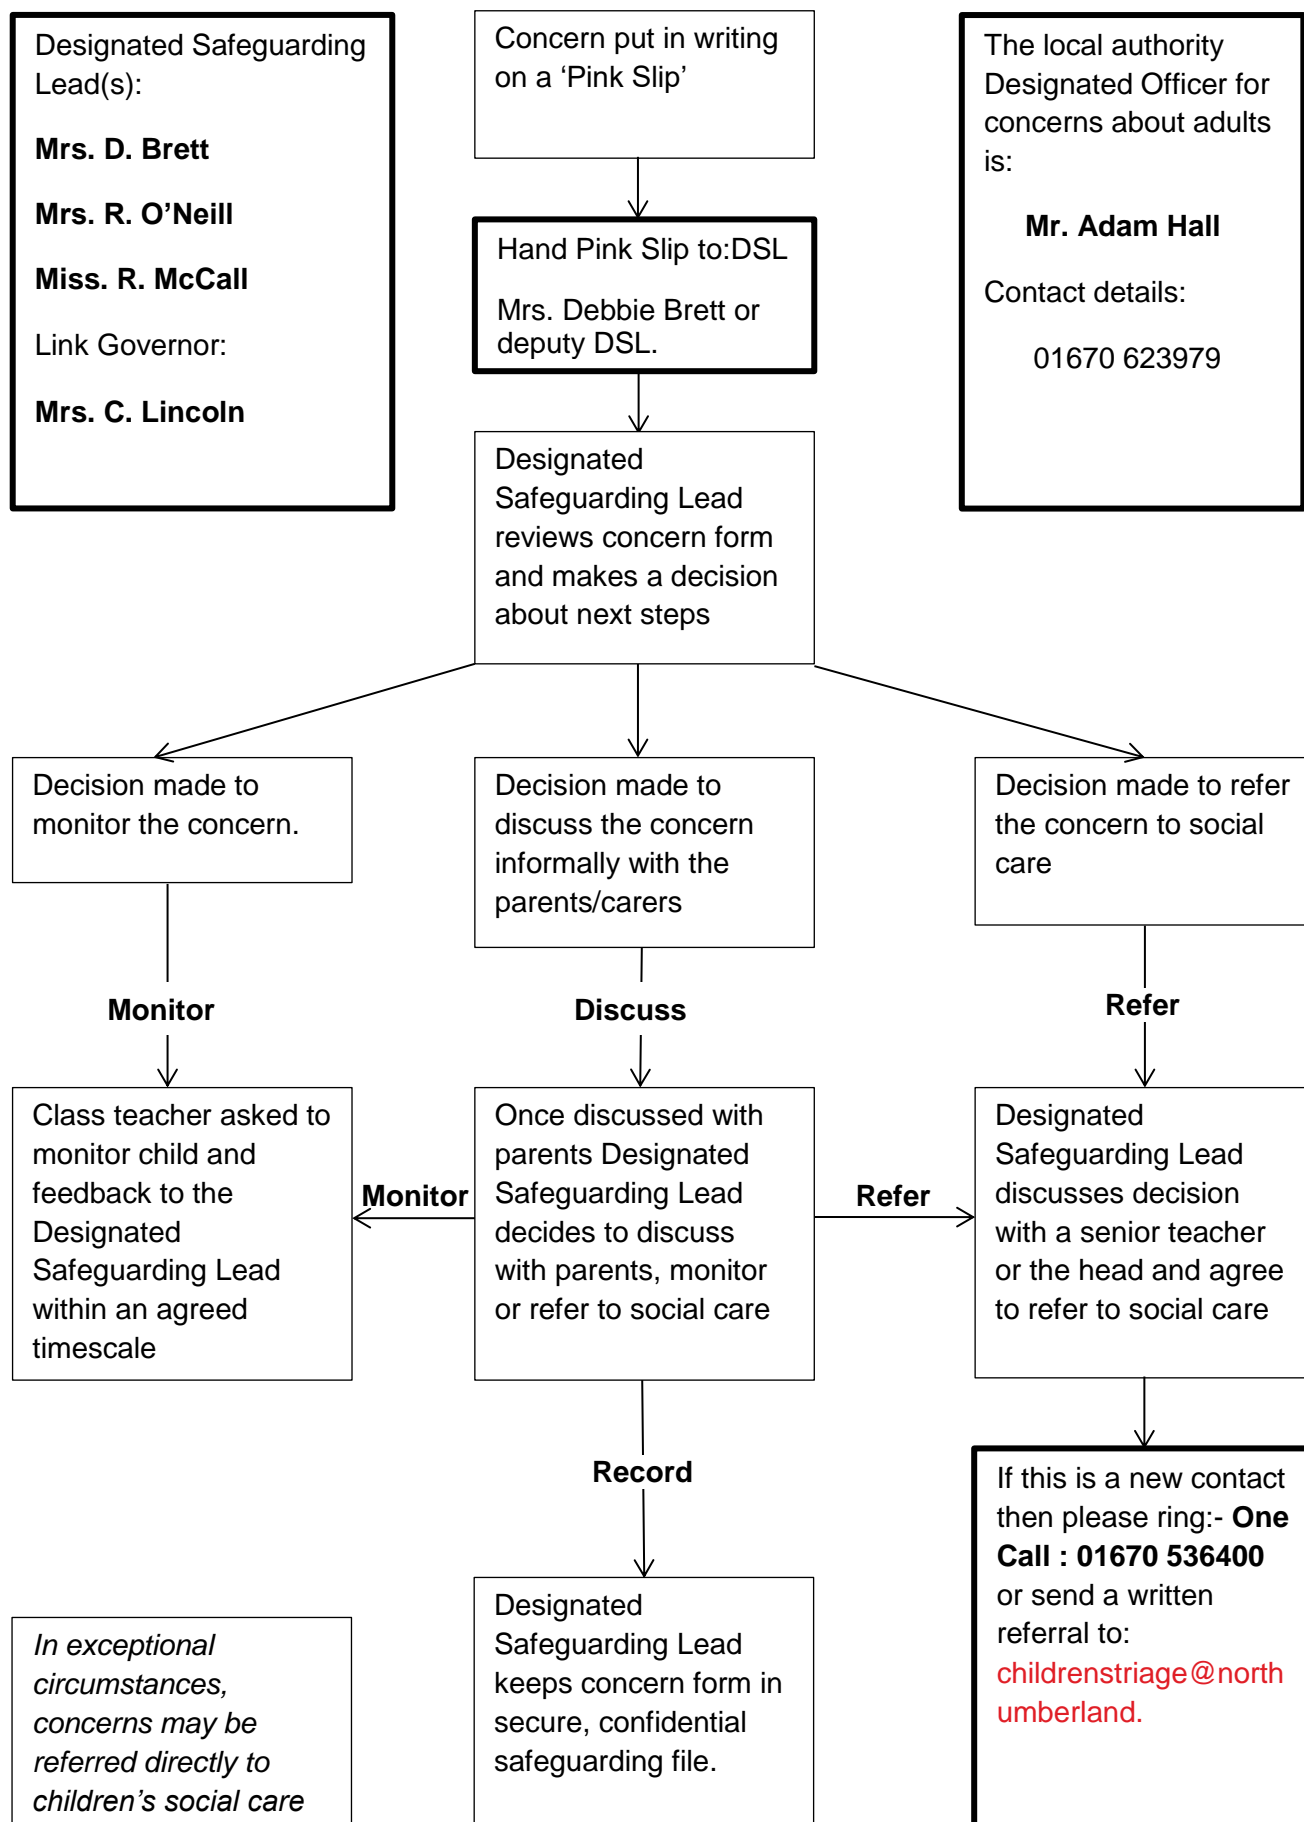 Designated Safeguarding
Lead(s):
Mrs. D. Brett
Mrs. R. O’Neill
Miss. R. McCall
Link Governor:
Mrs. C. Lincoln
Concern put in writing
on a ‘Pink Slip’
The local authority
Designated Officer for
concerns about adults
is:
Mr. Adam Hall
Contact details:
01670 623979
Hand Pink Slip to:DSL
Mrs. Debbie Brett or
deputy DSL.
Designated
Safeguarding Lead
reviews concern form
and makes a decision
about next steps
Decision made to
monitor the concern.
Decision made to
discuss the concern
informally with the
parents/carers
Decision made to refer
the concern to social
care
Monitor
Discuss
Refer
Class teacher asked to
monitor child and
feedback to the
Designated
Safeguarding Lead
within an agreed
timescale
Monitor
Once discussed with
parents Designated
Safeguarding Lead
decides to discuss
with parents, monitor
or refer to social care
Refer
Designated
Safeguarding Lead
discusses decision
with a senior teacher
or the head and agree
to refer to social care
Record
If this is a new contact
then please ring:- One
Call : 01670 536400
or send a written
referral to:
childrenstriage@north
umberland.
Designated
Safeguarding Lead
keeps concern form in
secure, confidential
safeguarding file.
In exceptional
circumstances,
concerns may be
referred directly to
children’s social care